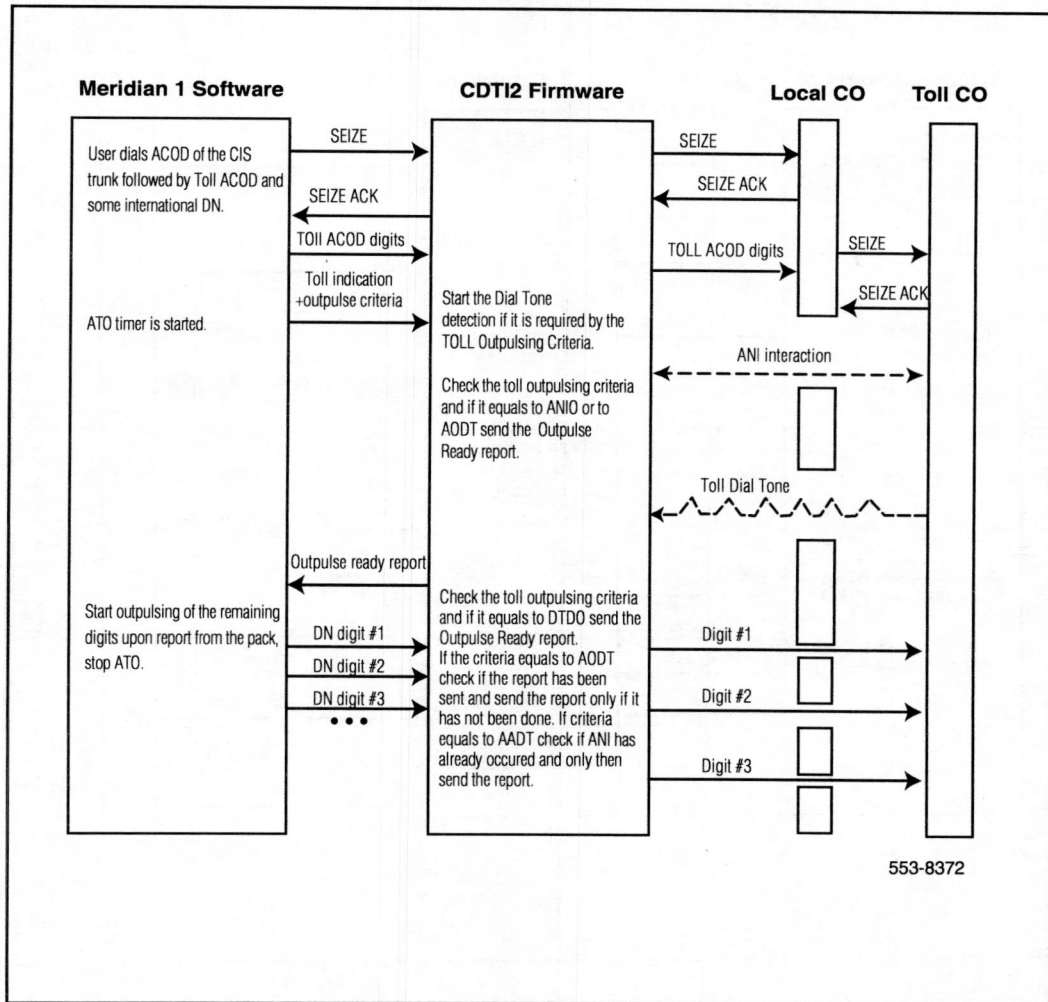 Meridian 1 Software
CDTI2 Firmware
Local CO
Toll CO
User dials ACOD of the CIS
trunk followed by Toll ACOD and
some international DN.
SEIZE
SEIZE
SEIZE ACK
SEIZE ACK
TOll ACOD digits
TOLL ACOD digits
SEIZE
SEIZE ACK
Toll indication
+outpulse criteria
ATO timer is started.
Start the Dial Tone
detection if it is required by the
TOLL Outpulsing Criteria.
ANI interaction
Check the toll outpulsing criteria
and if it equals to ANIO or to
AODT send the Outpulse
Ready report.
Toll Dial Tone
Outpulse ready report
Start outpulsing of the remaining
digits upon report from the pack,
stop ATO.
DN digit #1
DN digit #2
DN digit #3
• • •
Check the toll outpulsing criteria
and if it equals to DTDO send the
Outpulse Ready report.
If the criteria equals to AODT
check if the report has been
sent and send the report only if it
has not been done. If criteria
equals to AADT check if ANI has
already occured and only then
send the report.
Digit #1
Digit #2
Digit #3
553-8372